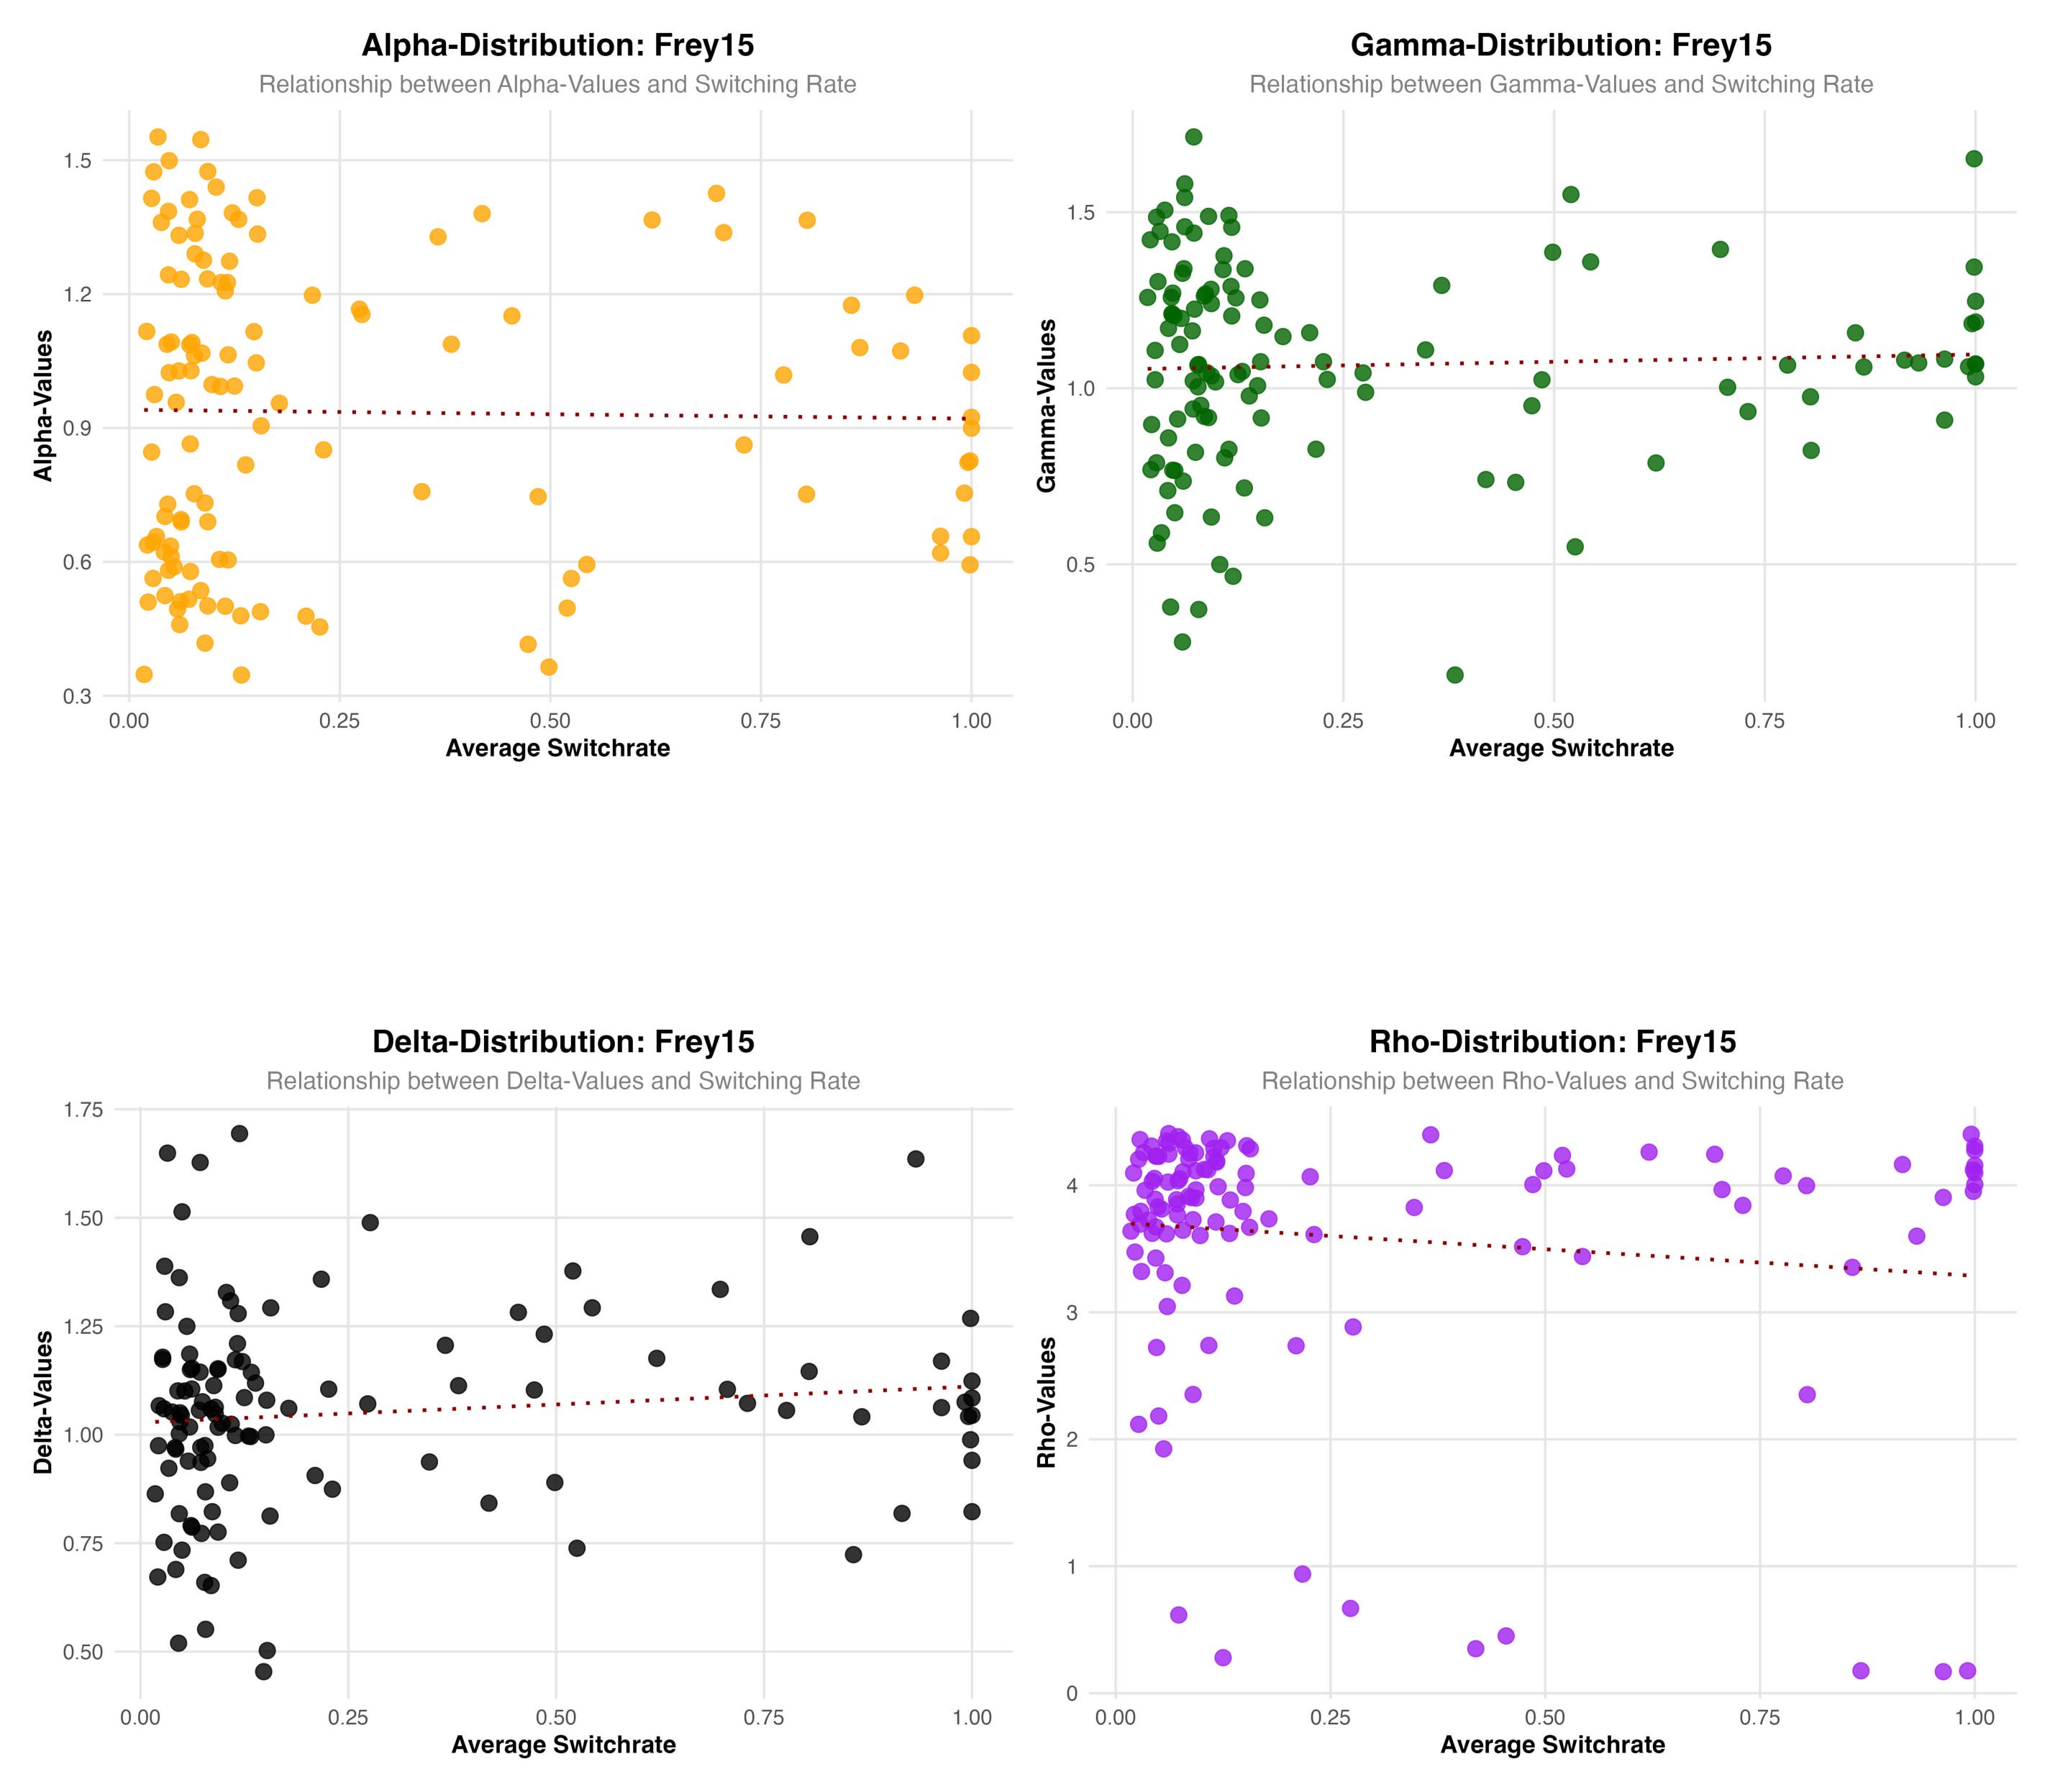 Alpha-Distribution: Frey15
Relationship between Alpha-Values and Switching Rate
Alpha-Values
1.5
1.2
0.9
0.6
0.3
0.00 0.25 0.50 0.75 1.00
Average Switchrate
Gamma-Distribution: Frey15
Relationship between Gamma-Values and Switching Rate
Gamma-Values
1.5
1.0
0.5
0.00 0.25 0.50 0.75 1.00
Average Switchrate
Delta-Distribution: Frey15
Relationship between Delta-Values and Switching Rate
Delta-Values
1.75
1.50
1.25
1.00
0.75
0.50
0.00 0.25 0.50 0.75 1.00
Average Switchrate
Rho-Distribution: Frey15
Relationship between Rho-Values and Switching Rate
Rho-Values
4
3
2
1
0
0.00 0.25 0.50 0.75 1.00
Average Switchrate